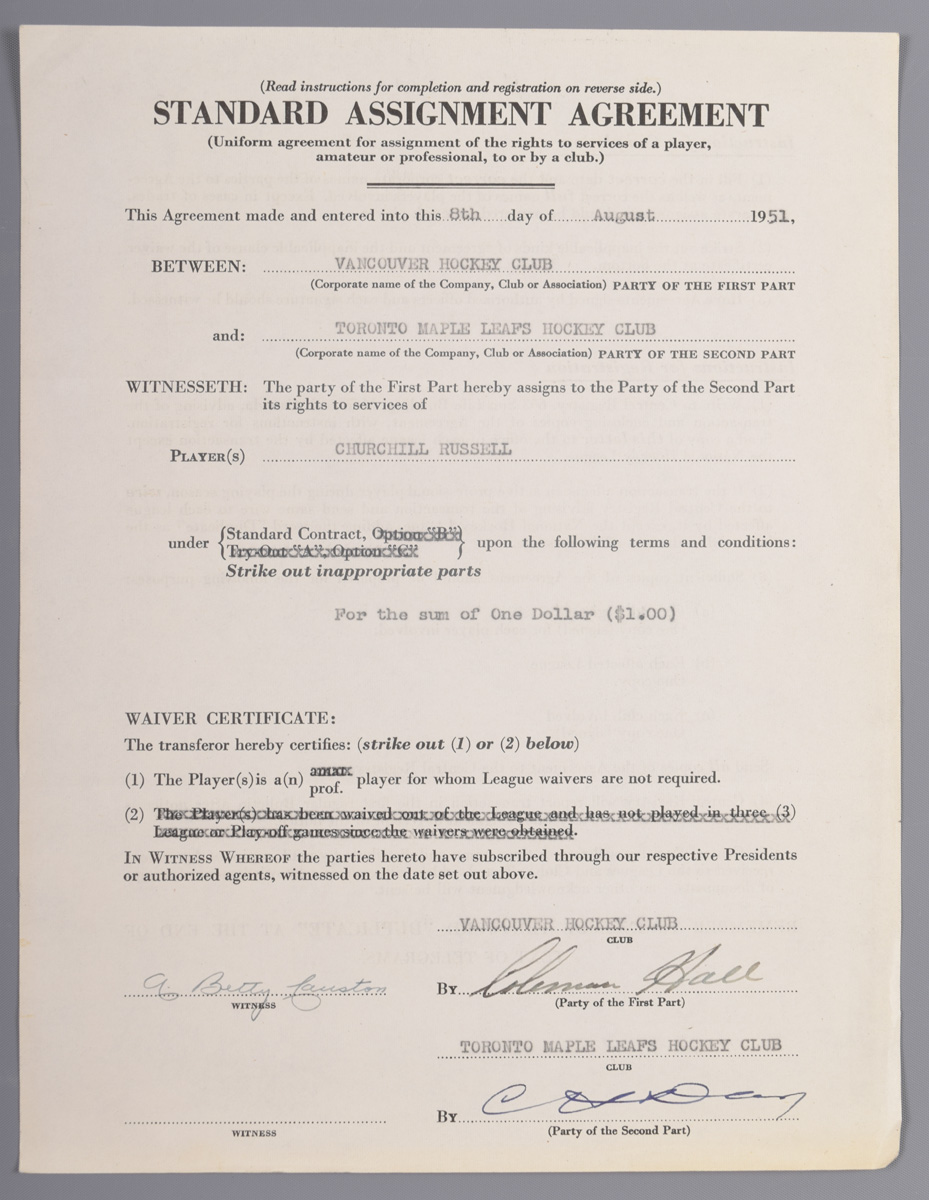 (Read instructions for completion and registration on reverse side.)
STANDARD ASSIGNMENT AGREEMENT
(Uniform agreement for assignment of the rights to services of a player,
amateur or professional, to or by a club.)
This Agreement made and entered into this 8th day of August 1951,
BETWEEN: VANCOUVER HOCKEY CLUB
(Corporate name of the Company, Club or Association) PARTY OF THE FIRST PART
and: TORONTO MAPLE LEAFS HOCKEY CLUB
(Corporate name of the Company, Club or Association) PARTY OF THE SECOND PART
WITNESSETH: The party of the First Part hereby assigns to the Party of the Second Part
its rights to services of
PLAYER(S) CHURCHILL RUSSELL
under {Standard Contract, Option "B"} upon the following terms and conditions:
{Try-Out "A", Option "C" }
Strike out inappropriate parts
For the sum of One Dollar ($1.00)
WAIVER CERTIFICATE:
The transferor hereby certifies: (strike out (1) or (2) below)
(1) The Player(s) is a(n) amat. prof. player for whom League waivers are not required.
(2) The Player(s) has been waived out of the League and has not played in three (3)
League or Play-off games since the waivers were obtained.
IN WITNESS WHEREOF the parties hereto have subscribed through our respective Presidents
or authorized agents, witnessed on the date set out above.
VANCOUVER HOCKEY CLUB
CLUB
A. Betty By Coleman Hall
WITNESS (Party of the First Part)
TORONTO MAPLE LEAFS HOCKEY CLUB
CLUB
By C H Day
WITNESS (Party of the Second Part)